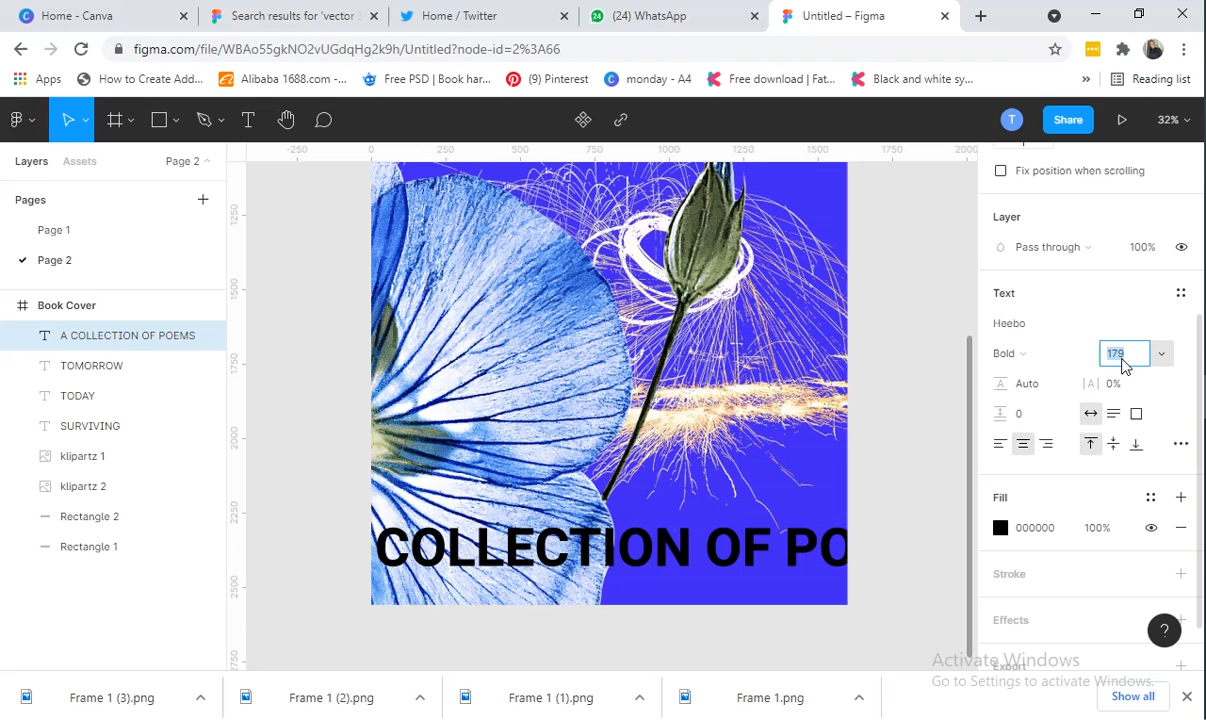 Home - Canva
Search results for 'vector
Home / Twitter
(24) WhatsApp
Untitled – Figma
figma.com/file/WBAo55gkNO2vUGdqHg2k9h/Untitled?node-id=2%3A66
Apps
How to Create Add...
Alibaba 1688.com -...
Free PSD | Book har...
(9) Pinterest
monday - A4
Free download | Fat...
Black and white sy...
»
Reading list
T
Share
32%
Layers
Assets
Page 2
Pages
Page 1
Page 2
Book Cover
A COLLECTION OF POEMS
TOMORROW
TODAY
SURVIVING
klipartz 1
klipartz 2
Rectangle 2
Rectangle 1
-250 0 250 500 750 1000 1250 1500 1750 2000
1250
1500
1750
2000
2250
2500
2750
COLLECTION OF PO
Fix position when scrolling
Layer
Pass through
100%
Text
Heebo
Bold
179
Auto
0%
0
Fill
000000
100%
Stroke
Effects
Export
?
Activate Windows
Go to Settings to activate Windows.
Frame 1 (3).png
Frame 1 (2).png
Frame 1 (1).png
Frame 1.png
Show all